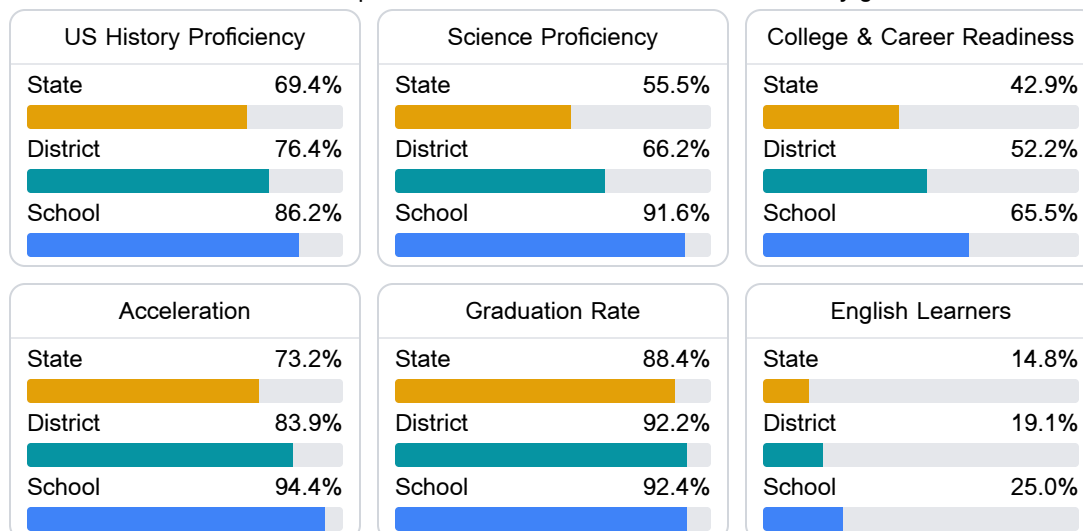 US History Proficiency
State 69.4%
District 76.4%
School 86.2%
Science Proficiency
State 55.5%
District 66.2%
School 91.6%
College & Career Readiness
State 42.9%
District 52.2%
School 65.5%
Acceleration
State 73.2%
District 83.9%
School 94.4%
Graduation Rate
State 88.4%
District 92.2%
School 92.4%
English Learners
State 14.8%
District 19.1%
School 25.0%